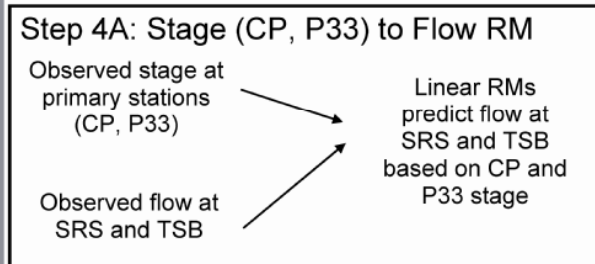 Step 4A: Stage (CP, P33) to Flow RM
Observed stage at
primary stations
(CP, P33)
Observed flow at
SRS and TSB
Linear RMs
predict flow at
SRS and TSB
based on CP and
P33 stage